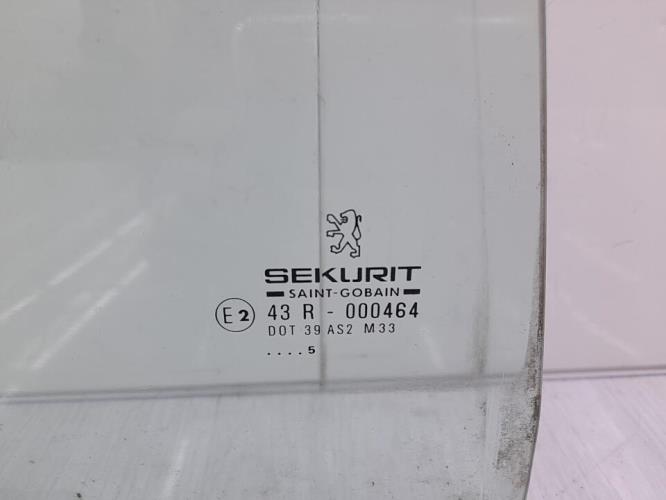 SEKURIT
SAINT-GOBAIN
E2 43 R - 000464
DOT 39 AS2 M33
....5